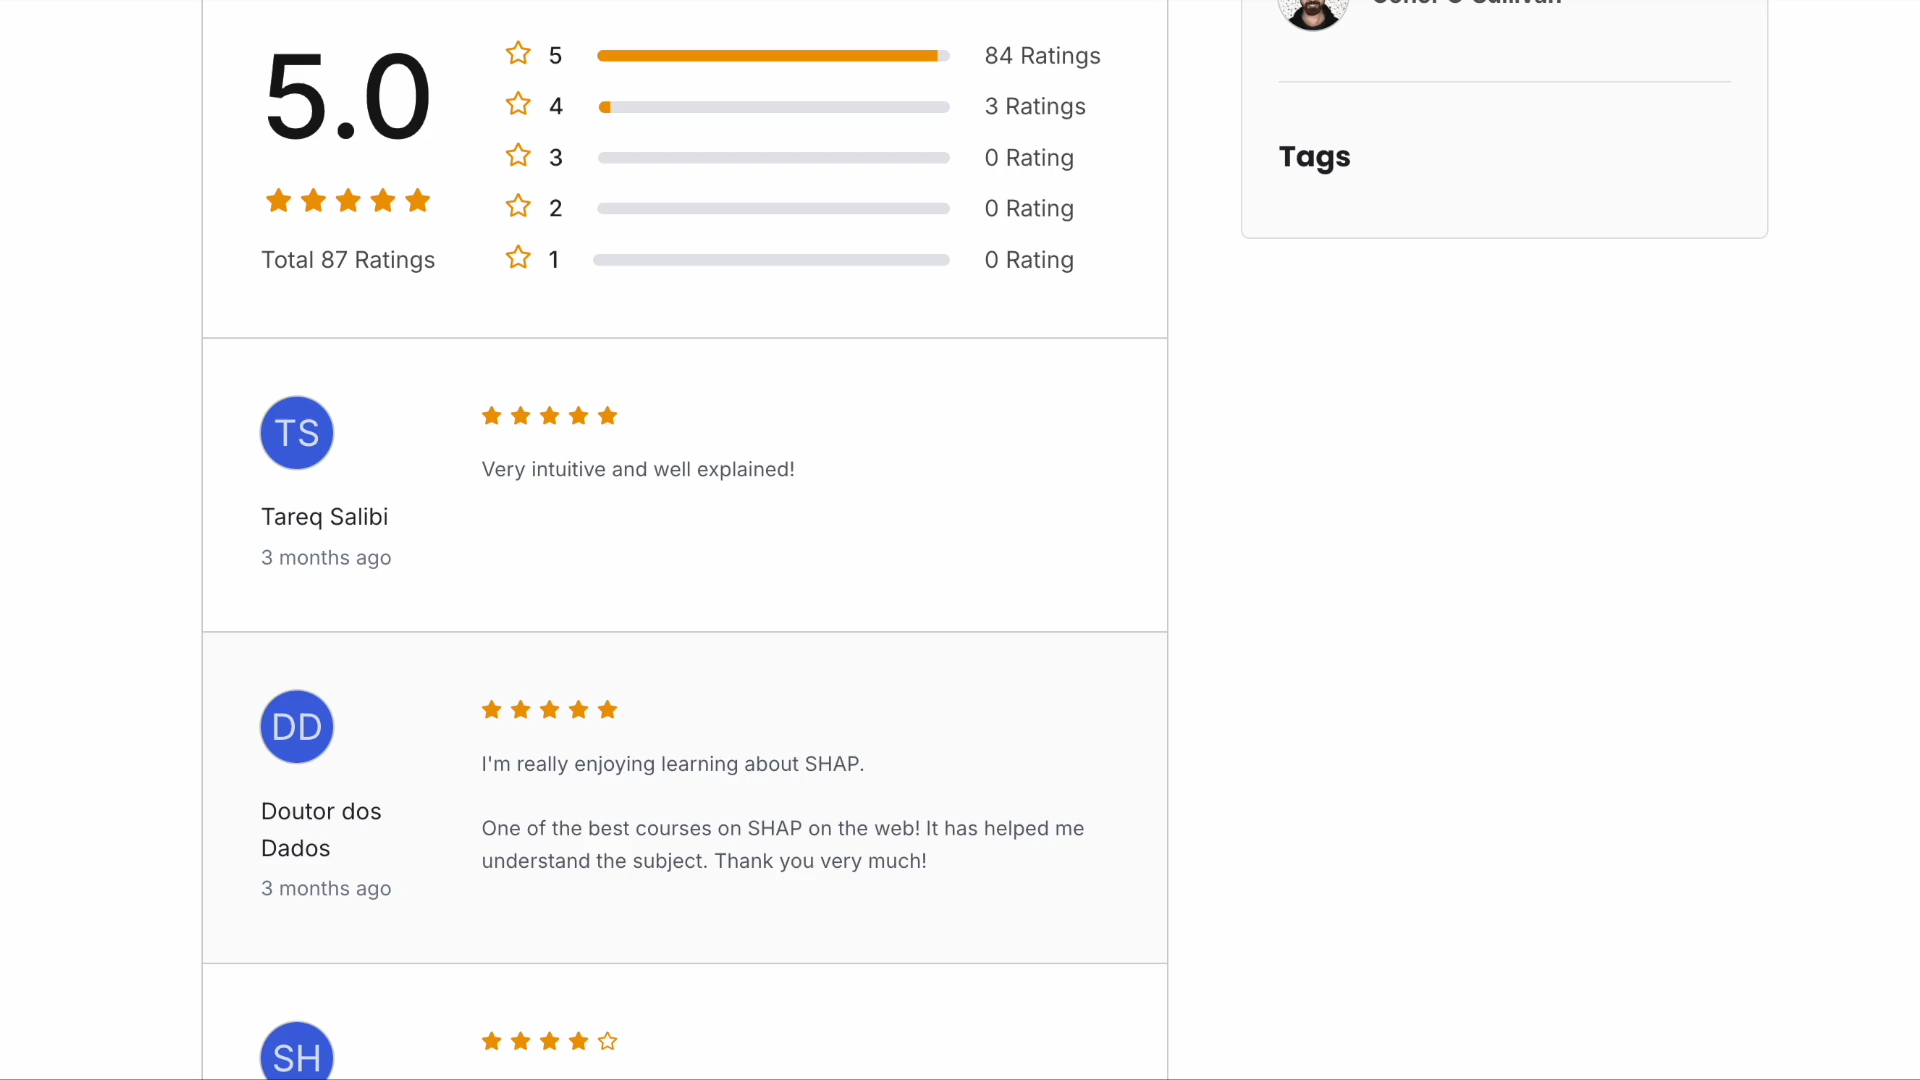 5.0
Total 87 Ratings
5 84 Ratings
4 3 Ratings
3 0 Rating
2 0 Rating
1 0 Rating
TS
Tareq Salibi
3 months ago
Very intuitive and well explained!
DD
Doutor dos
Dados
3 months ago
I'm really enjoying learning about SHAP.
One of the best courses on SHAP on the web! It has helped me
understand the subject. Thank you very much!
SH
Tags